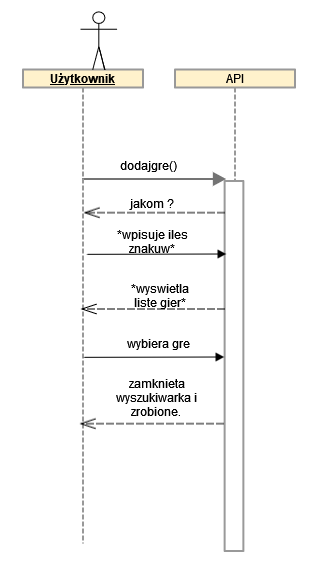 Użytkownik
API
dodajgre()
jakom ?
*wpisuje iles
znakuw*
*wyswietla
liste gier*
wybiera gre
zamknieta
wyszukiwarka i
zrobione.